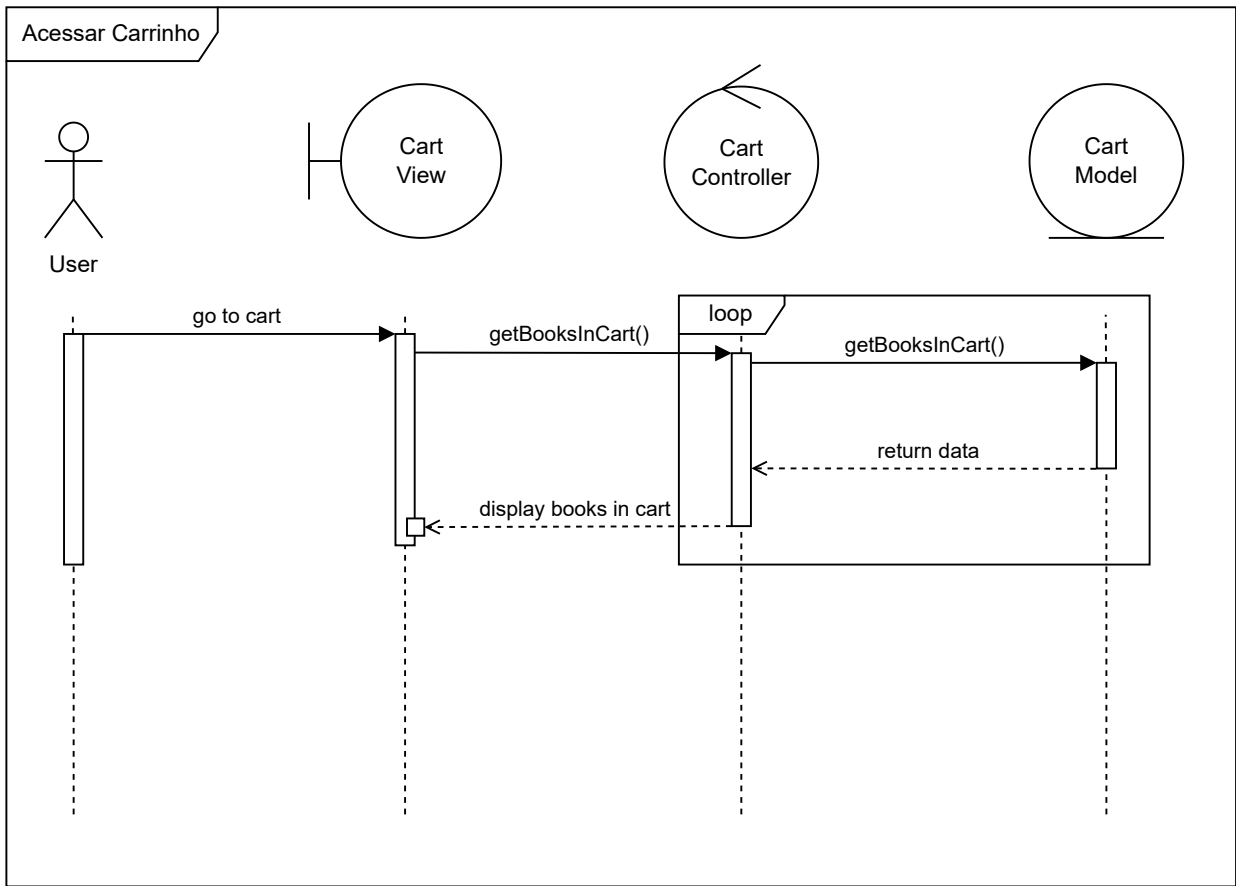 Acessar Carrinho
Cart
View
Cart
Controller
Cart
Model
User
loop
go to cart
getBooksInCart()
getBooksInCart()
return data
display books in cart